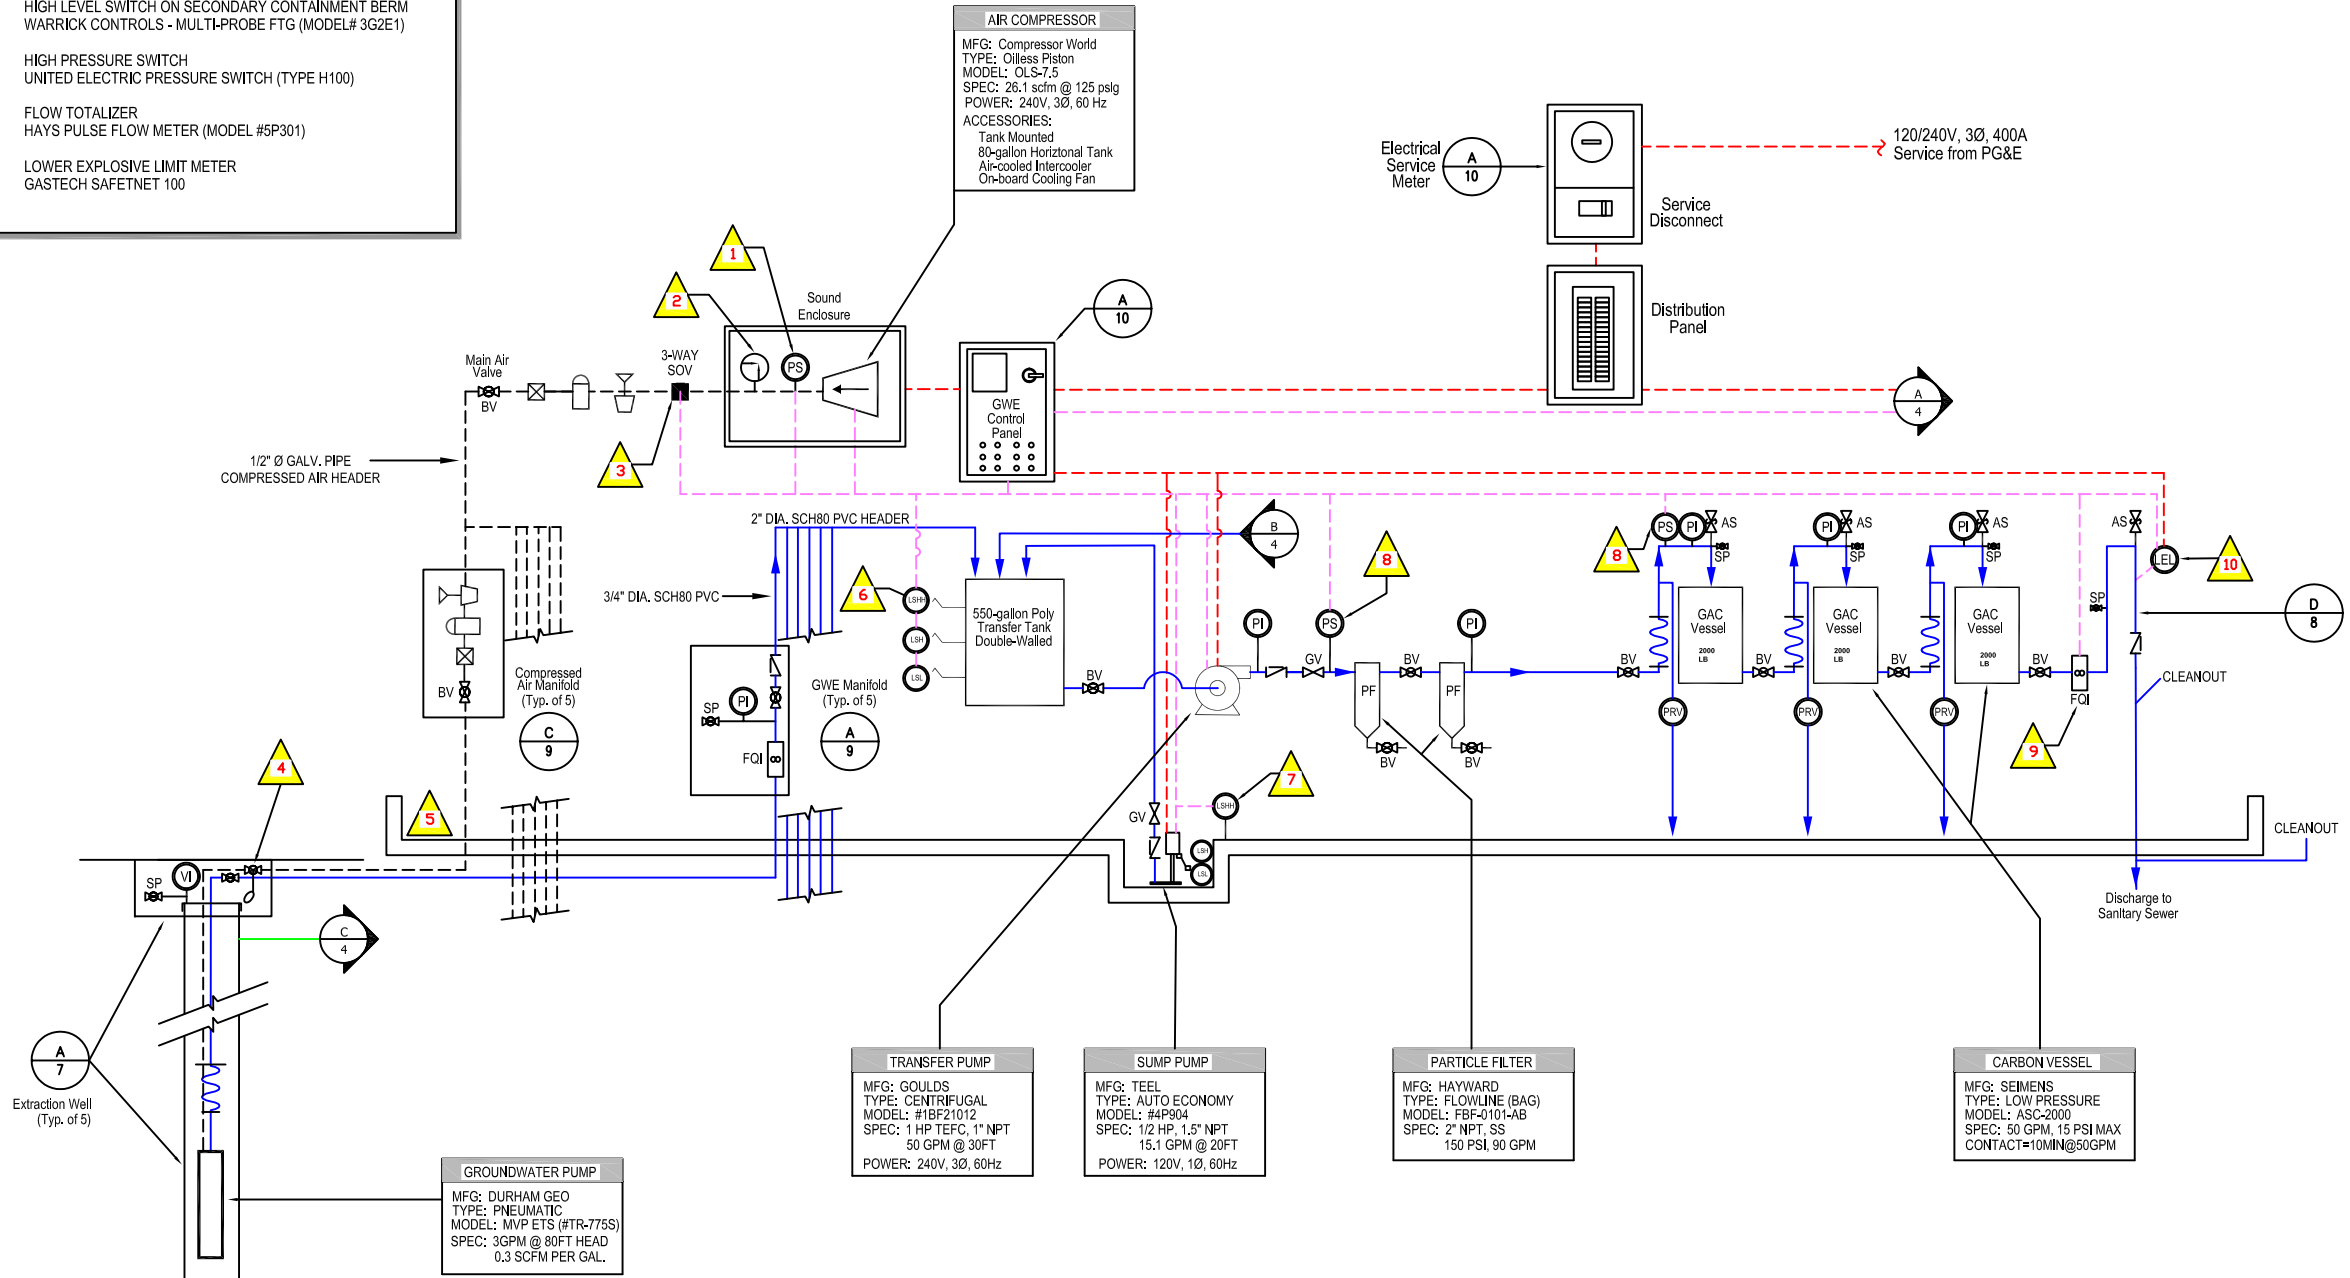 HIGH LEVEL SWITCH ON SECONDARY CONTAINMENT BERM
WARRICK CONTROLS - MULTI-PROBE FTG (MODEL# 3G2E1)
HIGH PRESSURE SWITCH
UNITED ELECTRIC PRESSURE SWITCH (TYPE H100)
FLOW TOTALIZER
HAYS PULSE FLOW METER (MODEL #5P301)
LOWER EXPLOSIVE LIMIT METER
GASTECH SAFETNET 100
AIR COMPRESSOR
MFG: Compressor World
TYPE: Oilless Piston
MODEL: OLS-7.5
SPEC: 26.1 scfm @ 125 psig
POWER: 240V, 3Ø, 60 Hz
ACCESSORIES:
Tank Mounted
80-gallon Horiztonal Tank
Air-cooled Intercooler
On-board Cooling Fan
Electrical
Service
Meter
A
10
120/240V, 3Ø, 400A
Service from PG&E
Service
Disconnect
Distribution
Panel
1
2
Sound
Enclosure
A
10
Main Air
Valve
BV
3-WAY
SOV
PS
3
GWE
Control
Panel
A
4
1/2" Ø GALV. PIPE
COMPRESSED AIR HEADER
2" DIA. SCH80 PVC HEADER
B
4
3/4" DIA. SCH80 PVC
6
LSHH
LSH
LSL
550-gallon Poly
Transfer Tank
Double-Walled
BV
8
PI
GV
PS
PF
BV
PF
PI
BV
BV
8
PS
PI
AS
SP
GAC
Vessel
2000
LB
BV
PRV
PI
AS
SP
GAC
Vessel
2000
LB
BV
PRV
PI
AS
SP
GAC
Vessel
2000
LB
BV
PRV
BV
FQI
9
SP
AS
LEL
10
D
8
CLEANOUT
CLEANOUT
Discharge to
Sanitary Sewer
BV
Compressed
Air Manifold
(Typ. of 5)
C
9
SP
PI
FQI
GWE Manifold
(Typ. of 5)
A
9
4
5
7
LSHH
GV
LSH
LSL
SP
VI
C
4
A
7
Extraction Well
(Typ. of 5)
GROUNDWATER PUMP
MFG: DURHAM GEO
TYPE: PNEUMATIC
MODEL: MVP ETS (#TR-775S)
SPEC: 3GPM @ 80FT HEAD
0.3 SCFM PER GAL.
TRANSFER PUMP
MFG: GOULDS
TYPE: CENTRIFUGAL
MODEL: #1BF21012
SPEC: 1 HP TEFC, 1" NPT
50 GPM @ 30FT
POWER: 240V, 3Ø, 60Hz
SUMP PUMP
MFG: TEEL
TYPE: AUTO ECONOMY
MODEL: #4P904
SPEC: 1/2 HP, 1.5" NPT
15.1 GPM @ 20FT
POWER: 120V, 1Ø, 60Hz
PARTICLE FILTER
MFG: HAYWARD
TYPE: FLOWLINE (BAG)
MODEL: FBF-0101-AB
SPEC: 2" NPT, SS
150 PSI, 90 GPM
CARBON VESSEL
MFG: SEIMENS
TYPE: LOW PRESSURE
MODEL: ASC-2000
SPEC: 50 GPM, 15 PSI MAX
CONTACT=10MIN@50GPM